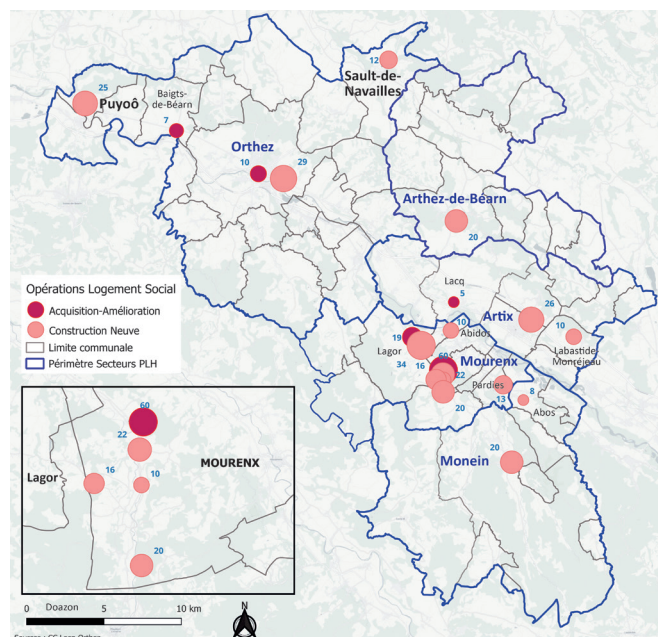 12
Sault-de-
Navailles
25
Puyoô
Baigts-
de-Béarn
7
Orthez
10
29
Arthez-de-Béarn
20
Opérations Logement Social
Acquisition-Amélioration
Construction Neuve
Limite communale
Périmètre Secteurs PLH
Lacq
5
Artix
26
10
Abidos
10
Labastide-
Monréjeau
19
Lagor
34
16
60
Mourenx
22
Pardies
13
8
Abos
20
Monein
20
60
22
MOURENX
Lagor
16
10
20
0
Doazon
5
10 km
N